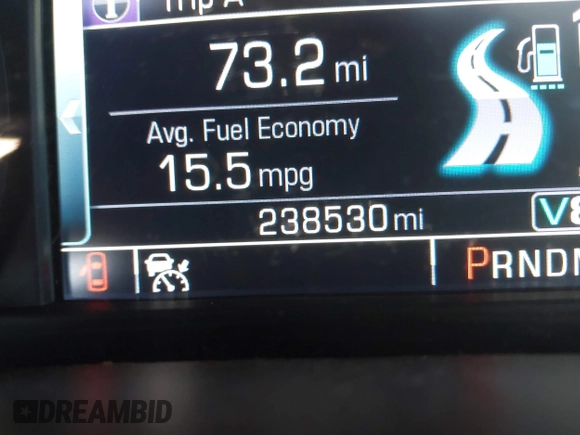 Trip A
73.2 mi
Avg. Fuel Economy
15.5 mpg
238530 mi
V8
PRNDM
DREAMBID